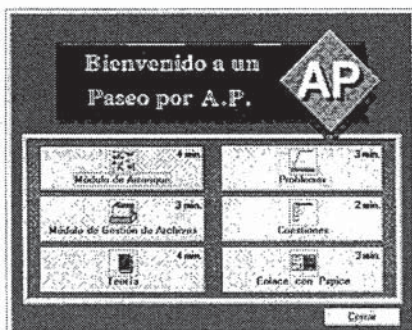 Bienvenido a un
Paseo por A.P.
AP
4 min.
Módulo de Arranque
3 min.
Problemas
3 min.
Módulo de Gestión de Archivos
2 min.
Cuestiones
4 min.
Teoría
3 min.
Enlace con Pspice
Cerrar